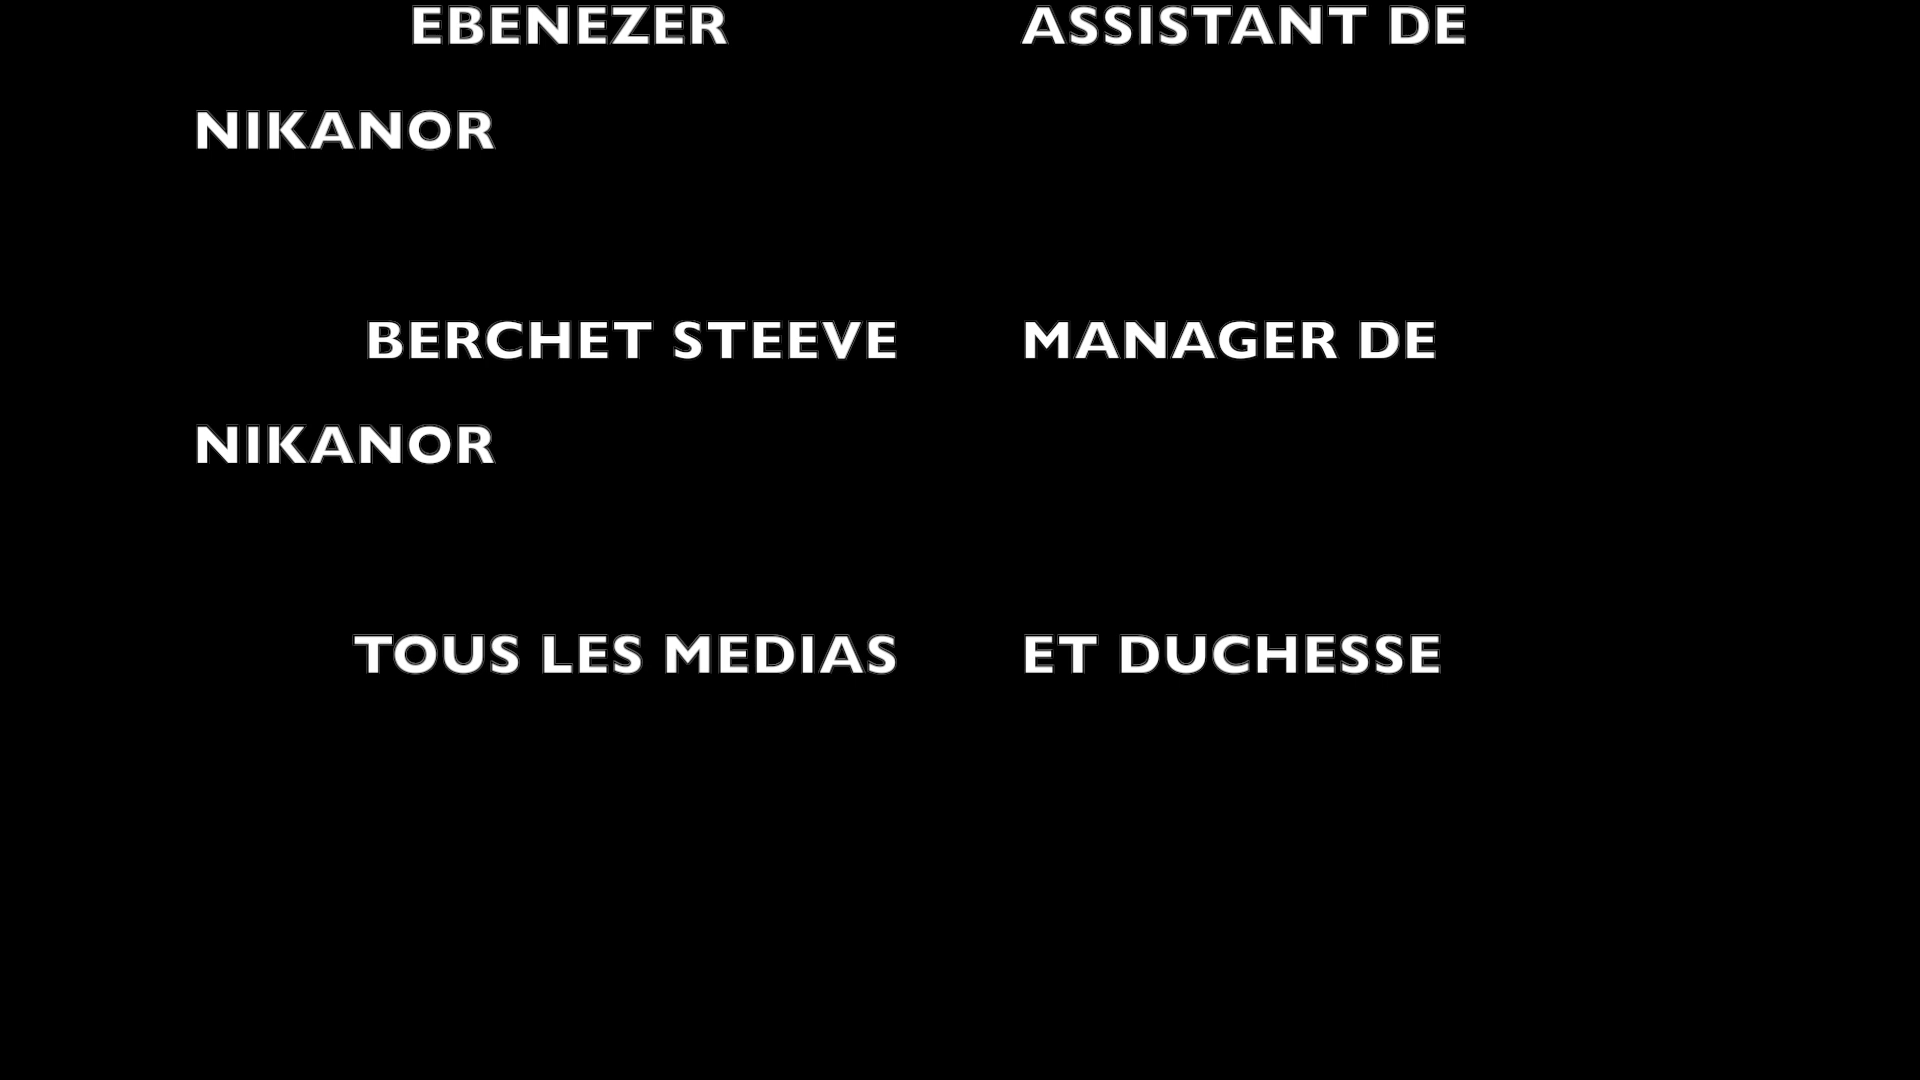 EBENEZER ASSISTANT DE
NIKANOR
BERCHET STEEVE MANAGER DE
NIKANOR
TOUS LES MEDIAS ET DUCHESSE